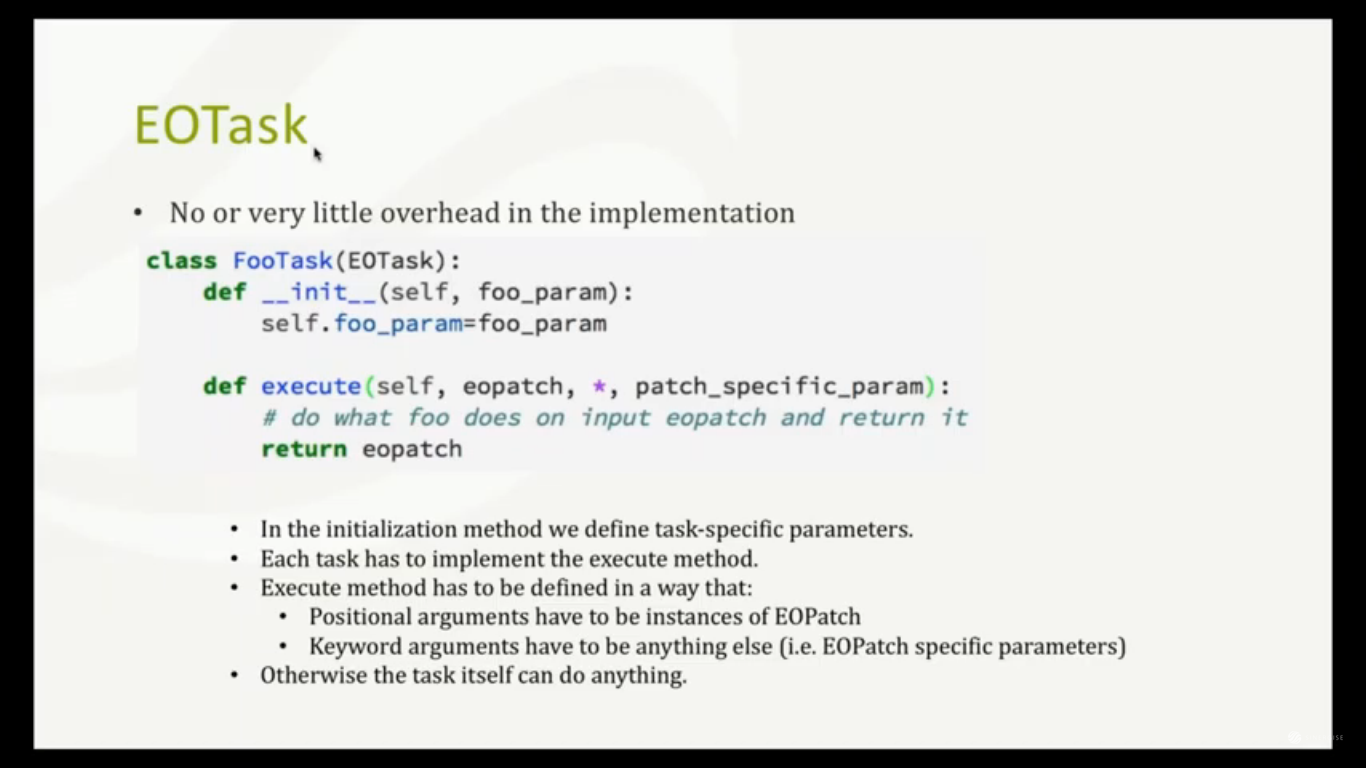 EOTask
• No or very little overhead in the implementation
class FooTask(EOTask):
    def __init__(self, foo_param):
        self.foo_param=foo_param
    def execute(self, eopatch, *, patch_specific_param):
        # do what foo does on input eopatch and return it
        return eopatch
• In the initialization method we define task-specific parameters.
• Each task has to implement the execute method.
• Execute method has to be defined in a way that:
• Positional arguments have to be instances of EOPatch
• Keyword arguments have to be anything else (i.e. EOPatch specific parameters)
• Otherwise the task itself can do anything.